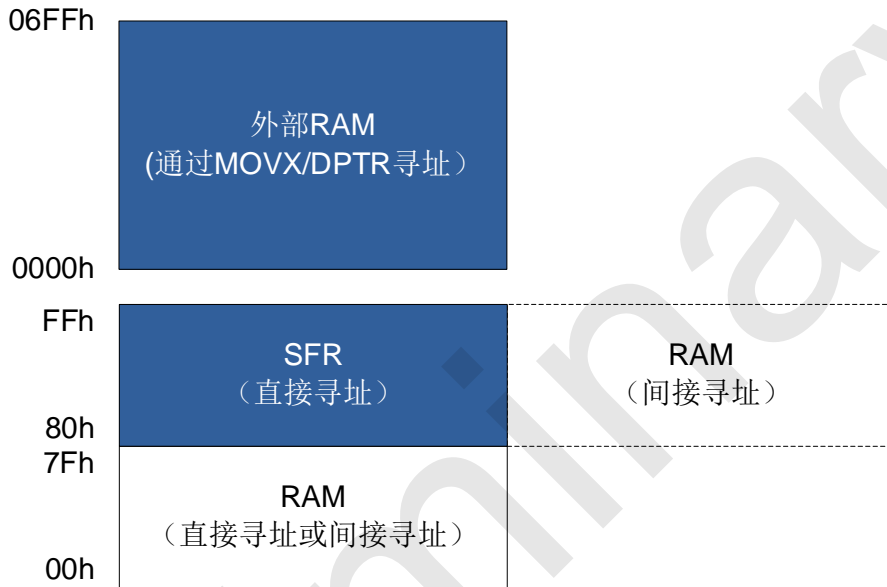 06FFh
外部RAM
(通过MOVX/DPTR寻址）
0000h
FFh
SFR
（直接寻址）
RAM
（间接寻址）
80h
7Fh
RAM
（直接寻址或间接寻址）
00h